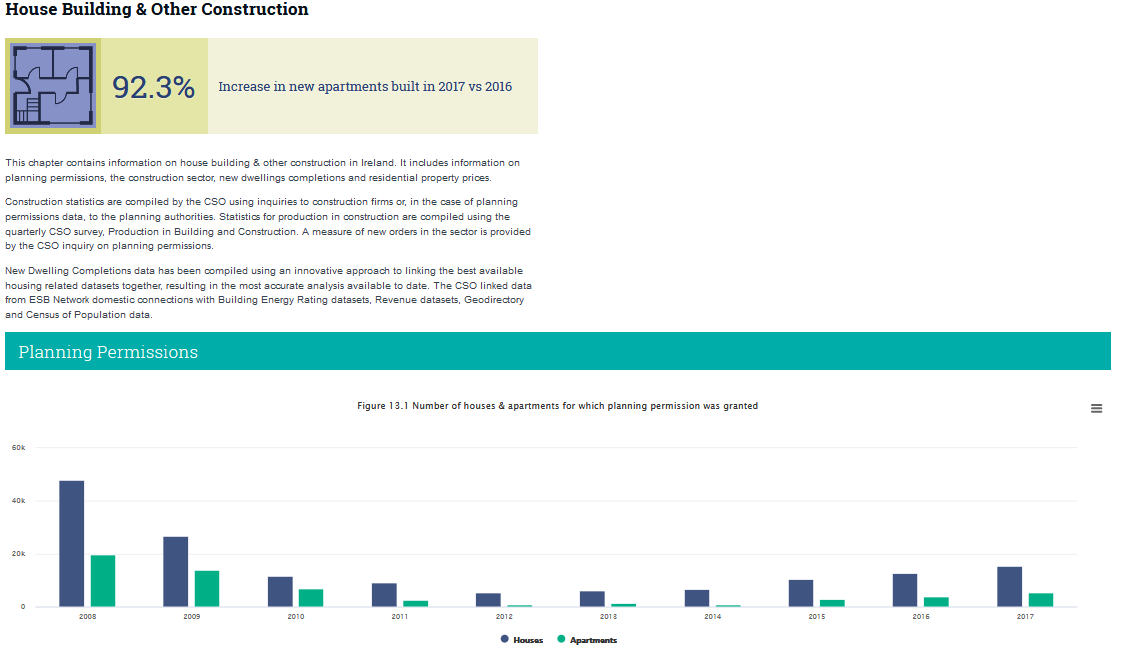 House Building & Other Construction
92.3%
Increase in new apartments built in 2017 vs 2016
This chapter contains information on house building & other construction in Ireland. It includes information on
planning permissions, the construction sector, new dwellings completions and residential property prices.
Construction statistics are compiled by the CSO using inquiries to construction firms or, in the case of planning
permissions data, to the planning authorities. Statistics for production in construction are compiled using the
quarterly CSO survey, Production in Building and Construction. A measure of new orders in the sector is provided
by the CSO inquiry on planning permissions.
New Dwelling Completions data has been compiled using an innovative approach to linking the best available
housing related datasets together, resulting in the most accurate analysis available to date. The CSO linked data
from ESB Network domestic connections with Building Energy Rating datasets, Revenue datasets, Geodirectory
and Census of Population data.
Planning Permissions
Figure 13.1 Number of houses & apartments for which planning permission was granted
60k
40k
20k
0
2008 2009 2010 2011 2012 2013 2014 2015 2016 2017
Houses Apartments